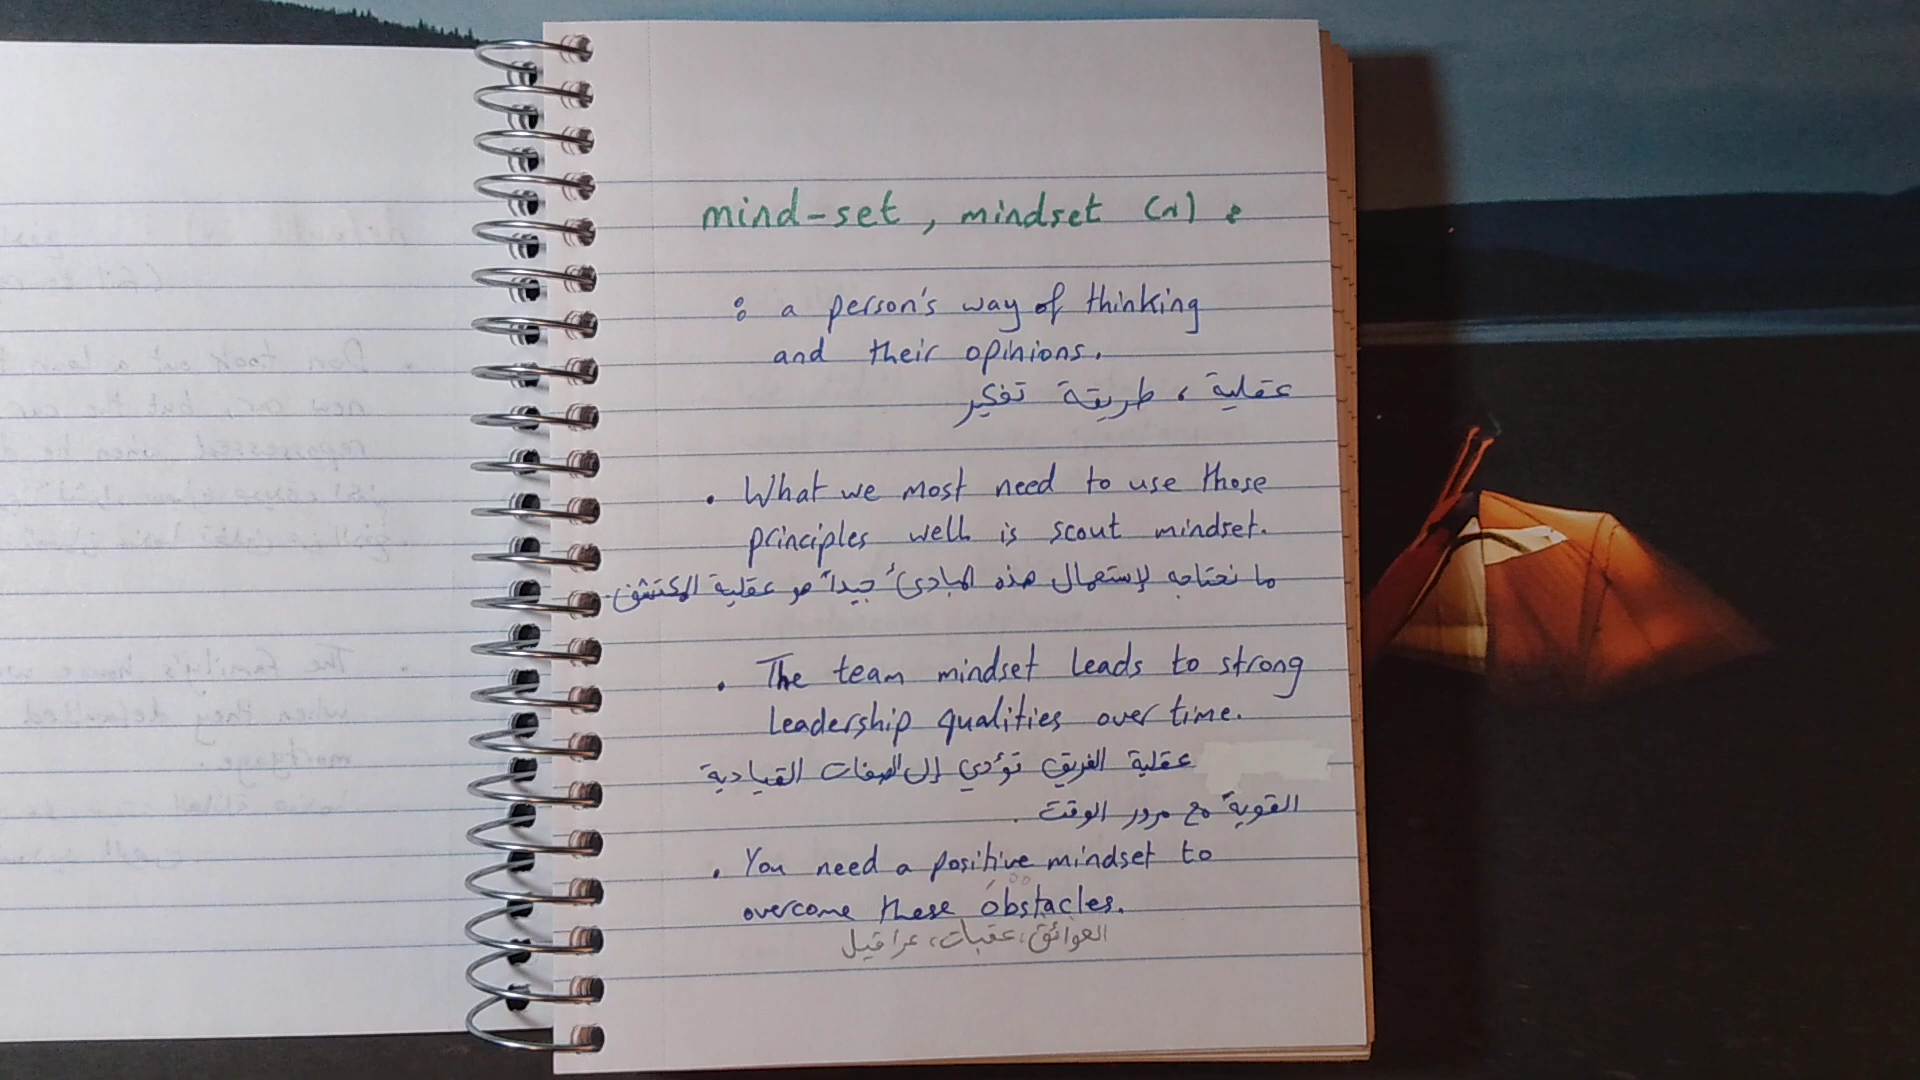 mind-set, mindset (n) :
: a person's way of thinking
and their opinions.
عقلية ، طريقة تفكير
. What we most need to use those
principles well is scout mindset.
ما نحتاجه لإستعمال هذه المبادئ جيداً هو عقلية المكتشف.
. The team mindset leads to strong
leadership qualities over time.
عقلية الفريق تؤدي إلى الصفات القيادية
القوية مع مرور الوقت .
. You need a positive mindset to
overcome these obstacles.
العوائق، عقبات، عراقيل